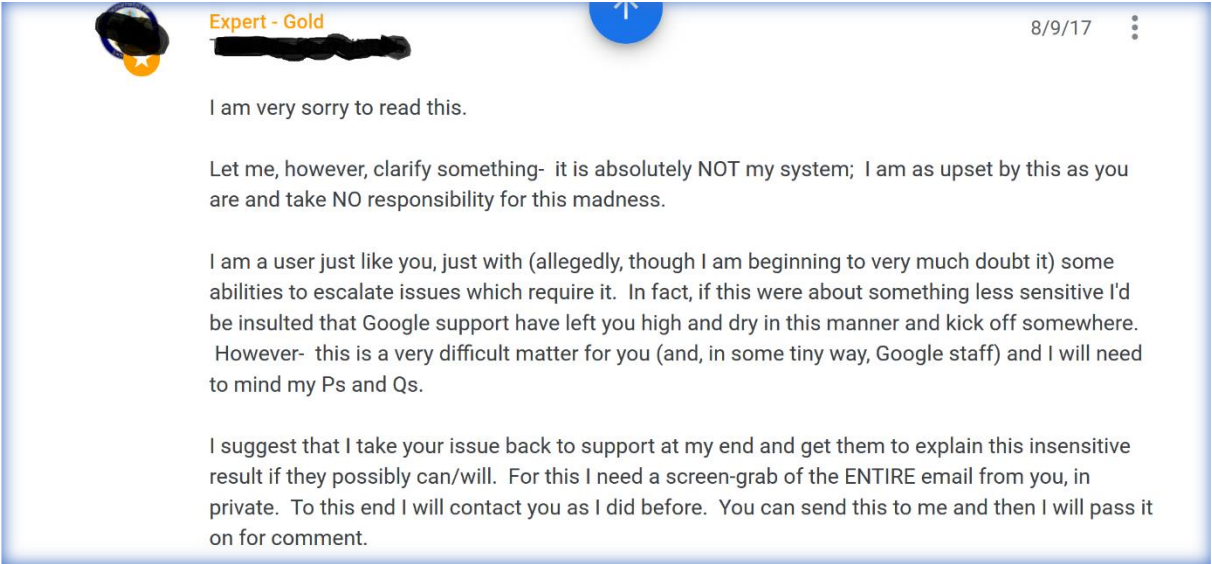 Expert - Gold
8/9/17
I am very sorry to read this.
Let me, however, clarify something-  it is absolutely NOT my system;  I am as upset by this as you
are and take NO responsibility for this madness.
I am a user just like you, just with (allegedly, though I am beginning to very much doubt it) some
abilities to escalate issues which require it.  In fact, if this were about something less sensitive I'd
be insulted that Google support have left you high and dry in this manner and kick off somewhere.
However-  this is a very difficult matter for you (and, in some tiny way, Google staff) and I will need
to mind my Ps and Qs.
I suggest that I take your issue back to support at my end and get them to explain this insensitive
result if they possibly can/will.  For this I need a screen-grab of the ENTIRE email from you, in
private.  To this end I will contact you as I did before.  You can send this to me and then I will pass it
on for comment.